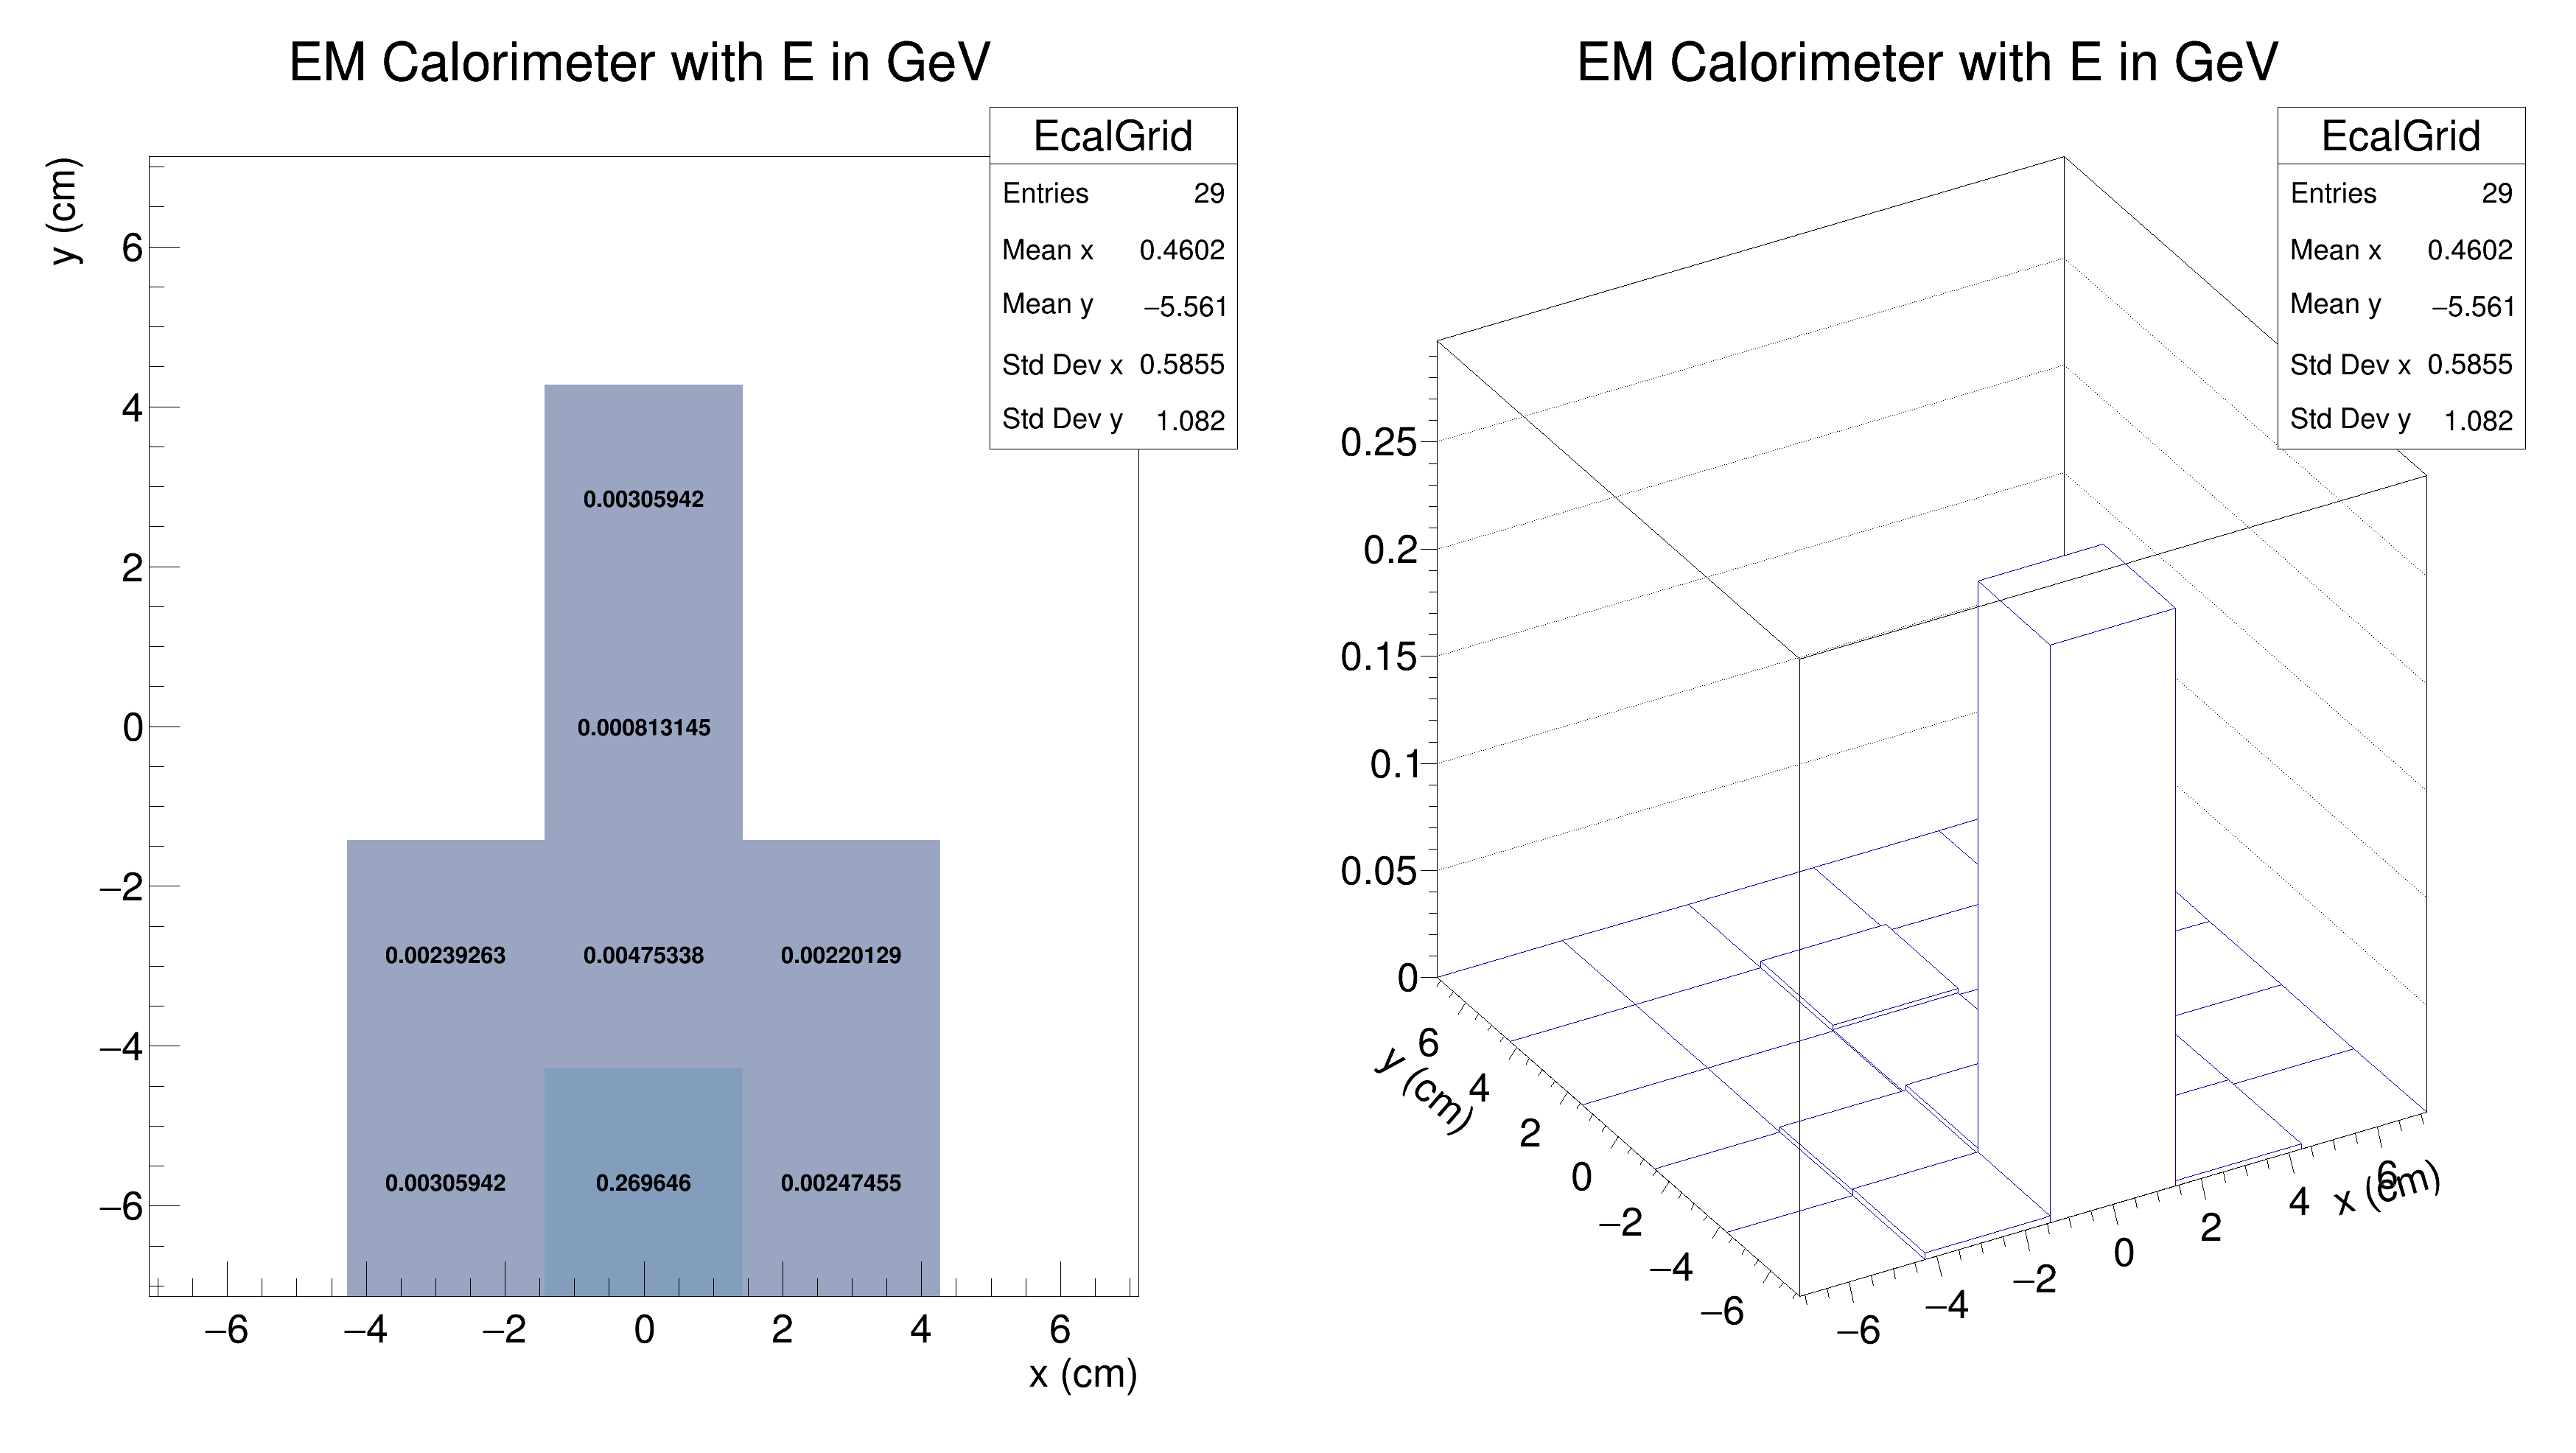 EM Calorimeter with E in GeV
EcalGrid
Entries 29
Mean x 0.4602
Mean y −5.561
Std Dev x 0.5855
Std Dev y 1.082
y (cm)
6
4
2
0
−2
−4
−6
0.00305942
0.000813145
0.00239263 0.00475338 0.00220129
0.00305942 0.269646 0.00247455
−6 −4 −2 0 2 4 6
x (cm)
EM Calorimeter with E in GeV
EcalGrid
Entries 29
Mean x 0.4602
Mean y −5.561
Std Dev x 0.5855
Std Dev y 1.082
0.25
0.2
0.15
0.1
0.05
0
6
4
2
0
−2
−4
−6
y (cm)
−6 −4 −2 0 2 4 6
x (cm)